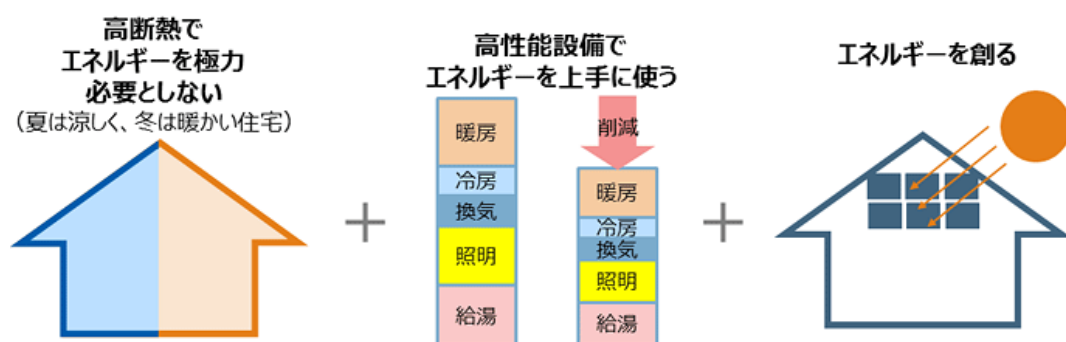 高断熱で
エネルギーを極力
必要としない
（夏は涼しく、冬は暖かい住宅）
高性能設備で
エネルギーを上手に使う
暖房
冷房
換気
照明
給湯
削減
暖房
冷房
換気
照明
給湯
エネルギーを創る